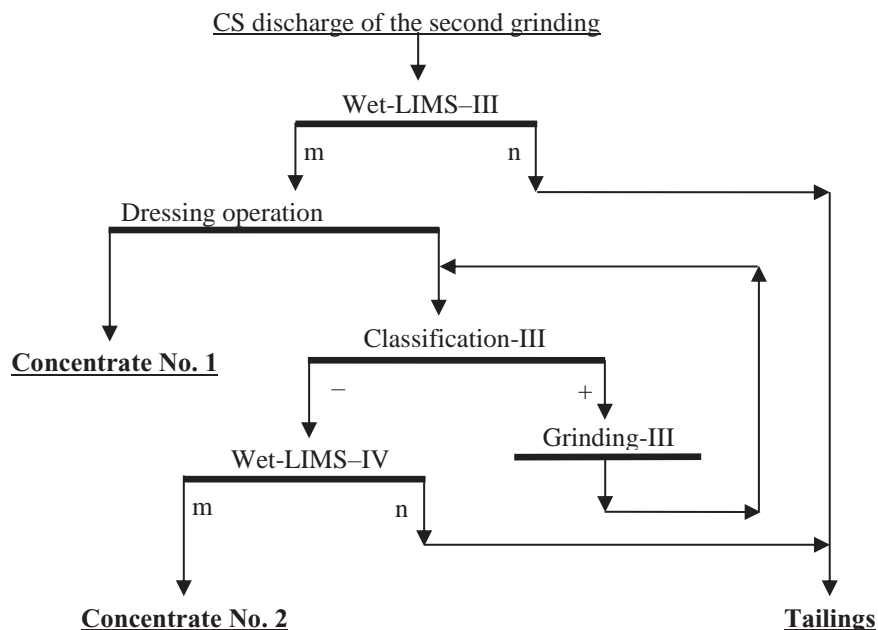 CS discharge of the second grinding
Wet-LIMS–III
m n
Dressing operation
Classification-III
Concentrate No. 1
– +
Grinding-III
Wet-LIMS–IV
m n
Concentrate No. 2 Tailings